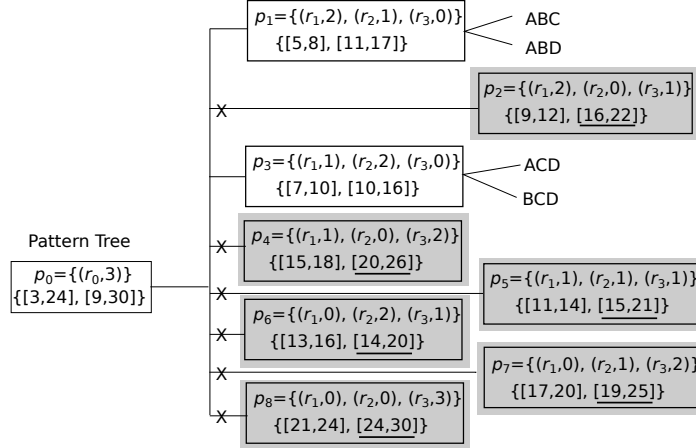 p₁={(r₁,2), (r₂,1), (r₃,0)}
{[5,8], [11,17]}
ABC
ABD
X
p₂={(r₁,2), (r₂,0), (r₃,1)}
{[9,12], [16,22]}
p₃={(r₁,1), (r₂,2), (r₃,0)}
{[7,10], [10,16]}
ACD
BCD
Pattern Tree
p₀={(r₀,3)}
{[3,24], [9,30]}
X
p₄={(r₁,1), (r₂,0), (r₃,2)}
{[15,18], [20,26]}
X
p₅={(r₁,1), (r₂,1), (r₃,1)}
{[11,14], [15,21]}
X
p₆={(r₁,0), (r₂,2), (r₃,1)}
{[13,16], [14,20]}
X
p₇={(r₁,0), (r₂,1), (r₃,2)}
{[17,20], [19,25]}
X
p₈={(r₁,0), (r₂,0), (r₃,3)}
{[21,24], [24,30]}